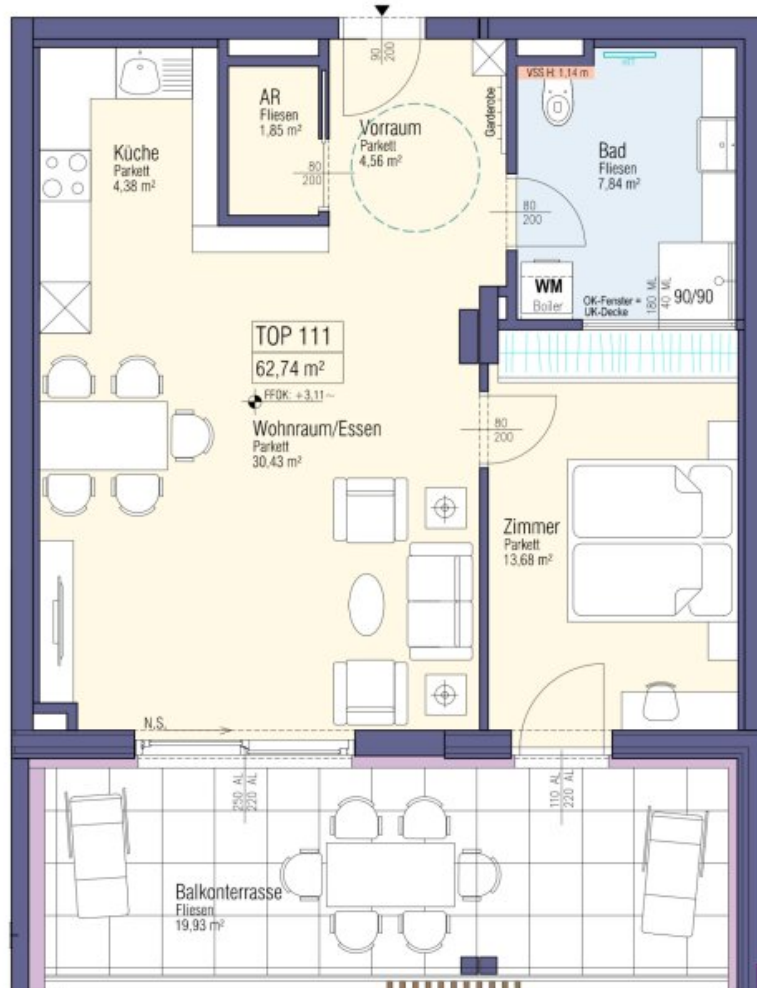 90
200
AR
Fliesen
1,85 m²
Vorraum
Parkett
4,56 m²
Garderobe
VSS H: 1,14 m
Küche
Parkett
4,38 m²
80
200
Bad
Fliesen
7,84 m²
80
200
WM
Boiler
OK-Fenster =
UK-Decke
180 ML
40 ML
90/90
TOP 111
62,74 m²
FFOK: +3,11~
Wohnraum/Essen
Parkett
30,43 m²
80
200
Zimmer
Parkett
13,68 m²
N.S.
250 AL
220 AL
110 AL
220 AL
Balkonterrasse
Fliesen
19,93 m²